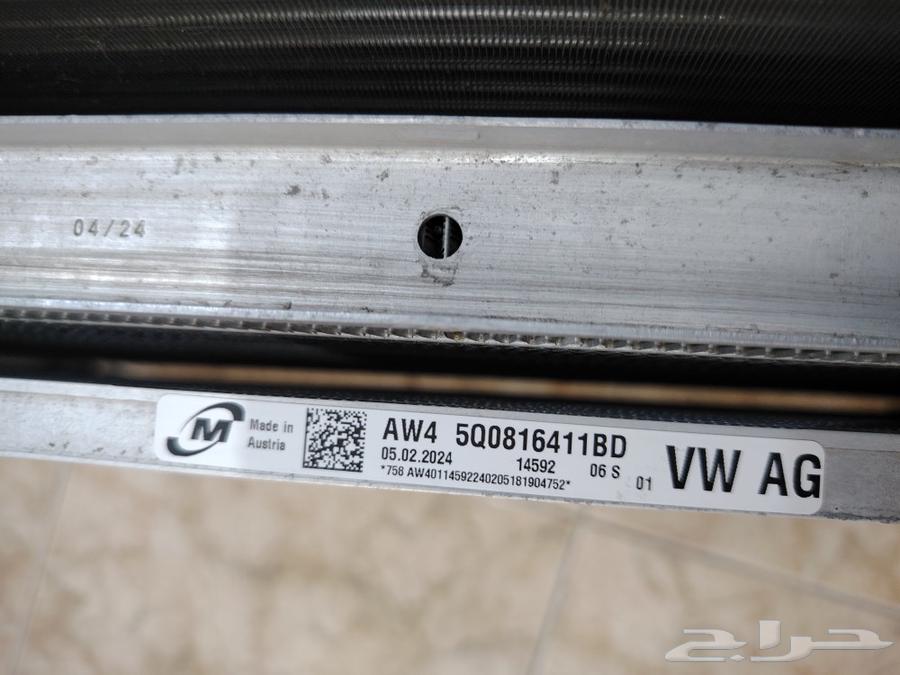 04/24
M
Made in
Austria
AW4 5Q0816411BD
05.02.2024 14592 06 S 01
*758 AW40114592240205181904752*
VW AG
حراج